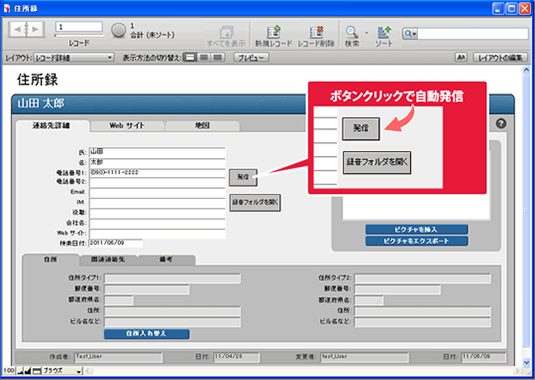 住所録
1
レコード
1
合計 (未ソート)
すべてを表示
新規レコード
レコード削除
検索
ソート
レイアウト: レコード詳細
表示方法の切り替え:
プレビュー
Aa
レイアウトの編集
住所録
山田 太郎
ボタンクリックで自動発信
発信
録音フォルダを開く
連絡先詳細
Web サイト
地図
?
氏: 山田
名: 太郎
電話番号1: (090)-1111-2222
発信
電話番号2:
Email:
IM:
録音フォルダを開く
役職:
会社名:
Web サイト:
検索日付: 2011/06/09
ピクチャを挿入
ピクチャをエクスポート
住所
関連連絡先
備考
住所タイプ1:
住所タイプ2:
郵便番号:
郵便番号:
都道府県名:
都道府県名:
住所:
住所:
ビル名など:
ビル名など:
住所入れ替え
作成者: Test_User
日付: 11/04/28
変更者: test_User
日付: 11/06/09
100
ブラウズ